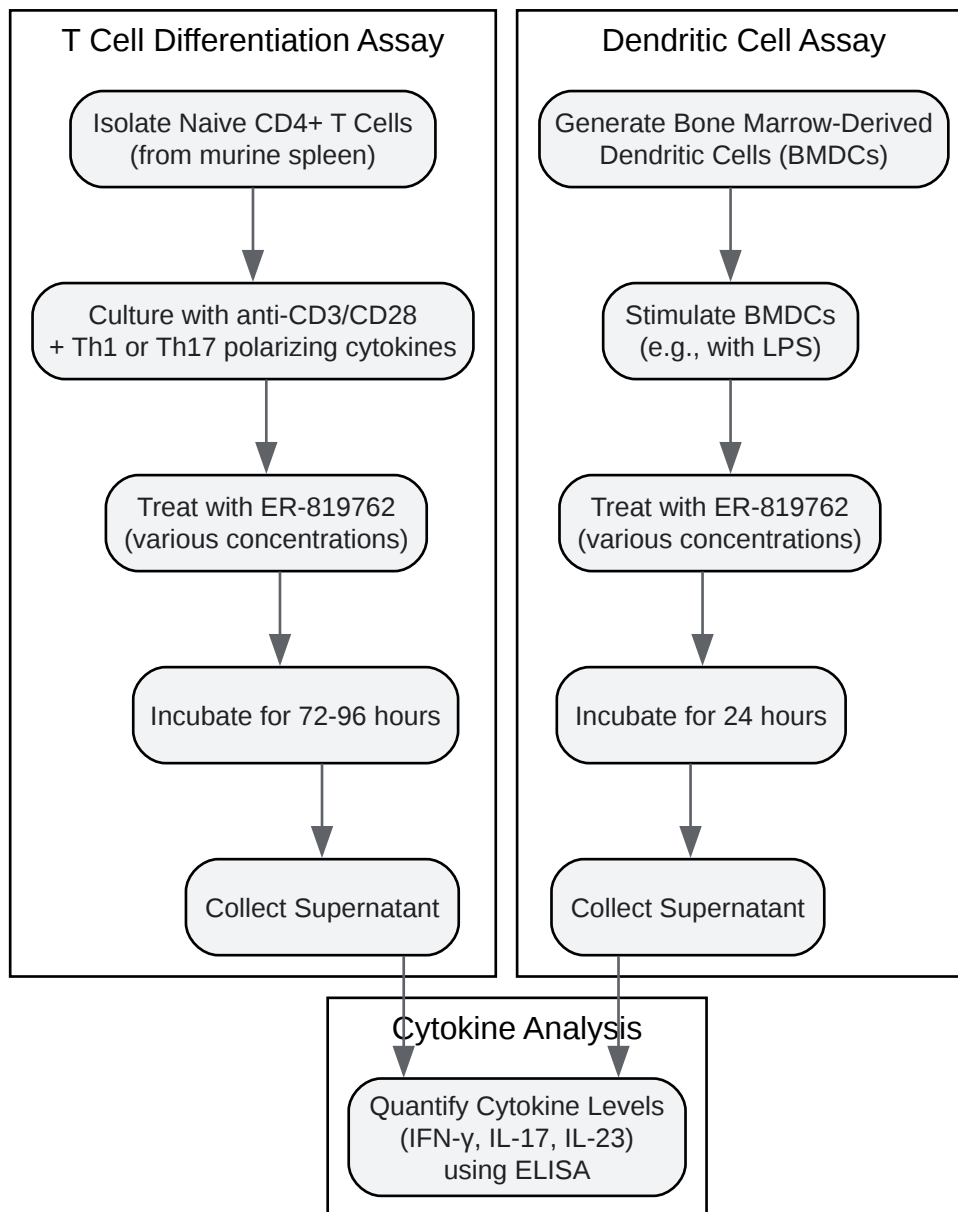 T Cell Differentiation Assay
Isolate Naive CD4+ T Cells
(from murine spleen)
Culture with anti-CD3/CD28
+ Th1 or Th17 polarizing cytokines
Treat with ER-819762
(various concentrations)
Incubate for 72-96 hours
Collect Supernatant
Dendritic Cell Assay
Generate Bone Marrow-Derived
Dendritic Cells (BMDCs)
Stimulate BMDCs
(e.g., with LPS)
Treat with ER-819762
(various concentrations)
Incubate for 24 hours
Collect Supernatant
Cytokine Analysis
Quantify Cytokine Levels
(IFN-γ, IL-17, IL-23)
using ELISA